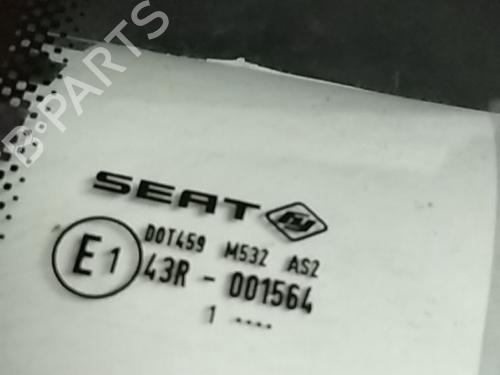 B-PARTS
SEAT
DOT459 M532 AS2
E1 43R - 001564
1 ....